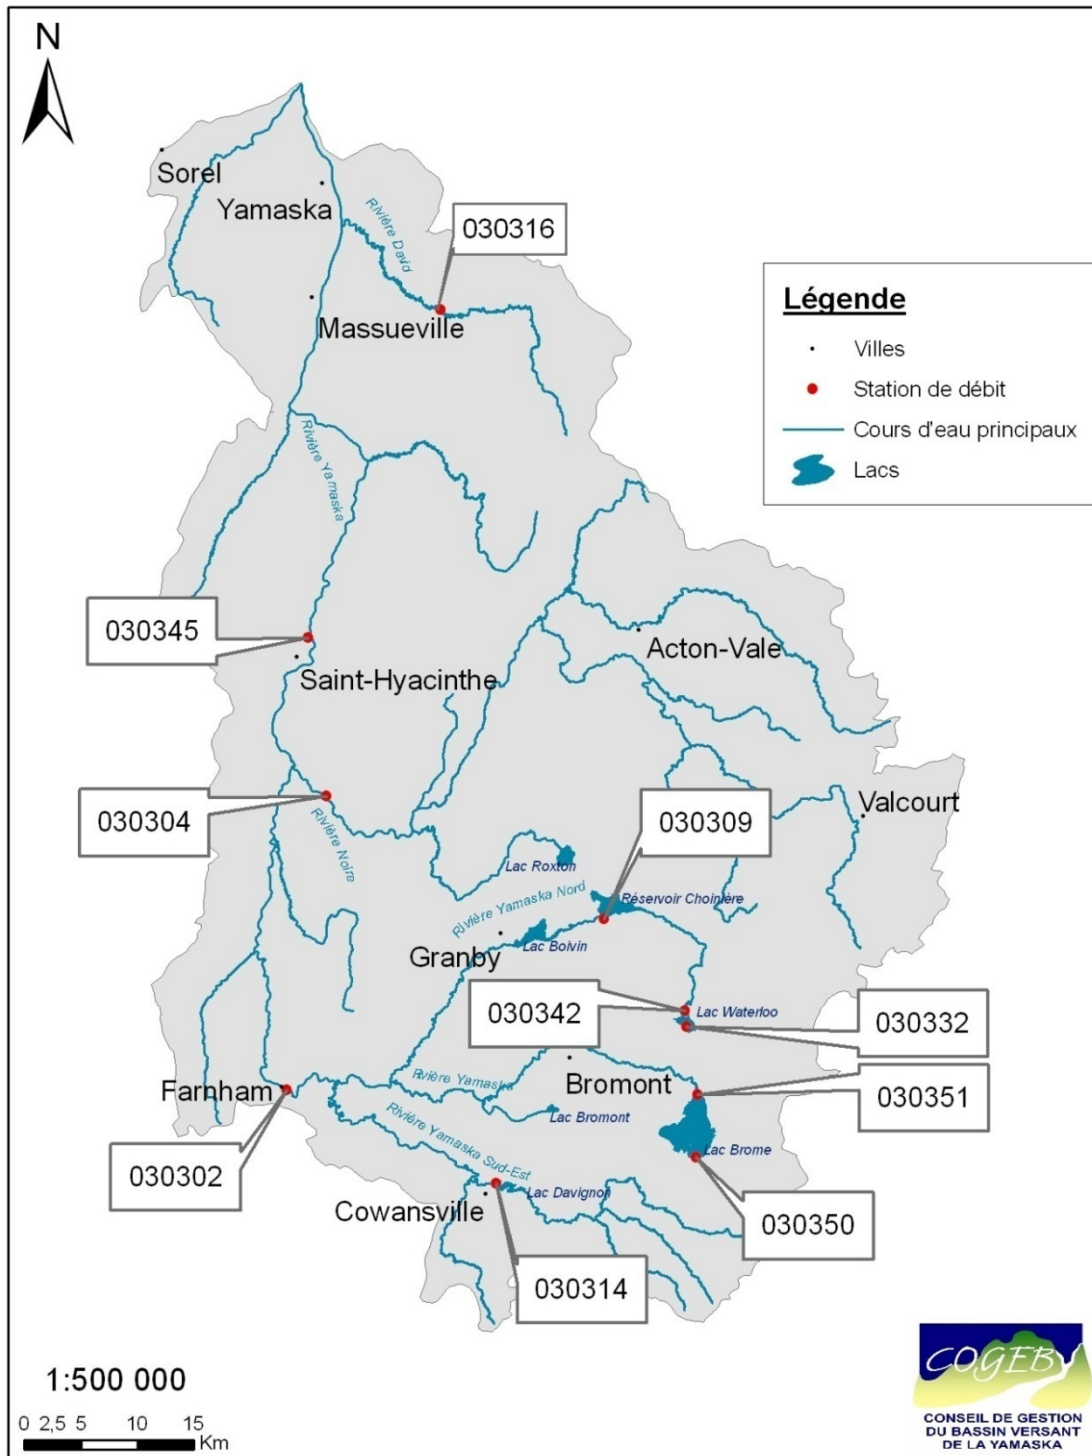 N
Sorel
Yamaska
Rivière David
030316
Massueville
Légende
Villes
Station de débit
Cours d'eau principaux
Lacs
Rivière Yamaska
030345
Saint-Hyacinthe
Acton-Vale
030304
Rivière Noire
030309
Valcourt
Lac Roxton
Rivière Yamaska Nord
Réservoir Choinière
Lac Boivin
Granby
030342
Lac Waterloo
030332
Bromont
Farnham
Rvière Yamaska
Lac Bromont
030351
Rivière Yamaska Sud-Est
Lac Brome
030302
Lac Davignon
Cowansville
030350
030314
1:500 000
0 2,5 5 10 15
Km
COGEBY
CONSEIL DE GESTION
DU BASSIN VERSANT
DE LA YAMASKA